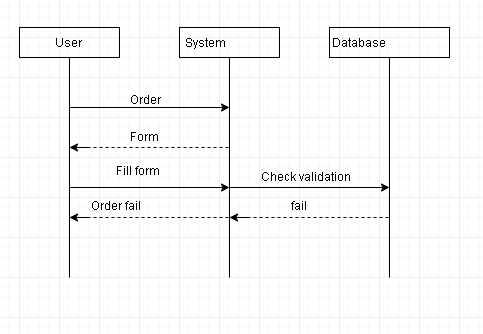 User
System
Database
Order
Form
Fill form
Check validation
Order fail
fail